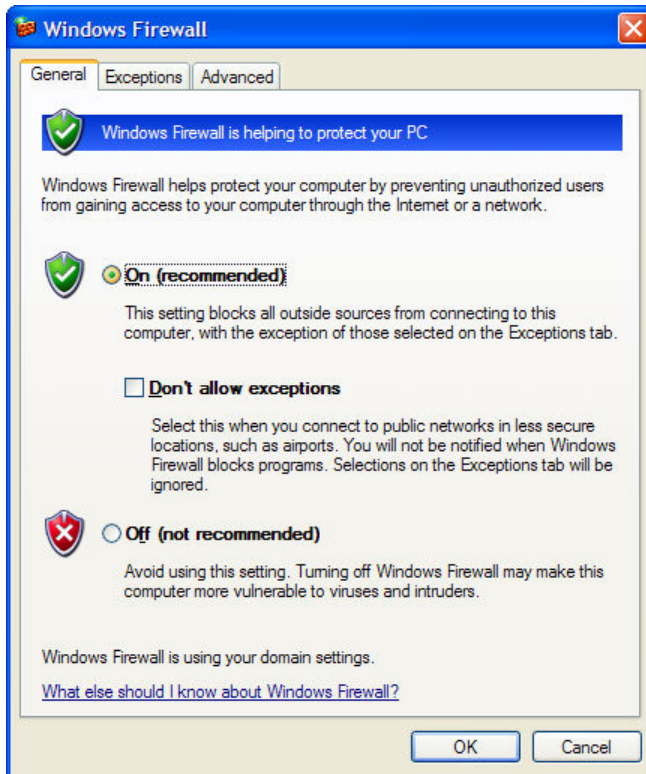 Windows Firewall
General Exceptions Advanced
Windows Firewall is helping to protect your PC
Windows Firewall helps protect your computer by preventing unauthorized users
from gaining access to your computer through the Internet or a network.
On (recommended)
This setting blocks all outside sources from connecting to this
computer, with the exception of those selected on the Exceptions tab.
Don't allow exceptions
Select this when you connect to public networks in less secure
locations, such as airports. You will not be notified when Windows
Firewall blocks programs. Selections on the Exceptions tab will be
ignored.
Off (not recommended)
Avoid using this setting. Turning off Windows Firewall may make this
computer more vulnerable to viruses and intruders.
Windows Firewall is using your domain settings.
What else should I know about Windows Firewall?
OK Cancel